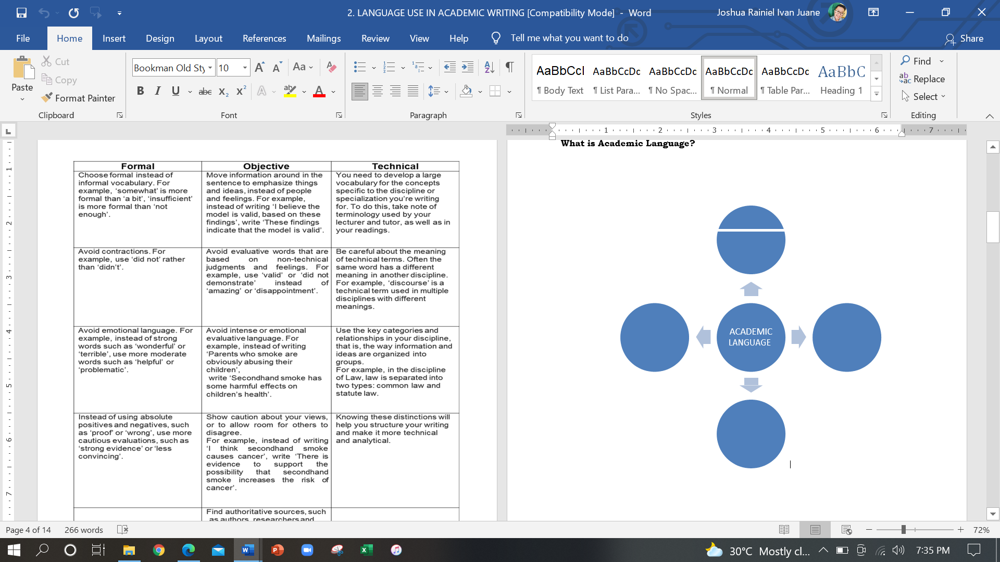 2. LANGUAGE USE IN ACADEMIC WRITING [Compatibility Mode] - Word
Joshua Rainiel Ivan Juane
File
Home
Insert
Design
Layout
References
Mailings
Review
View
Help
Tell me what you want to do
Share
Paste
Cut
Copy
Format Painter
Clipboard
Bookman Old Sty
10
Font
Paragraph
AaBbCcI
¶ Body Text
AaBbCcDc
¶ List Para...
AaBbCcDc
¶ No Spac...
AaBbCcDc
¶ Normal
AaBbCcDc
¶ Table Par...
AaBbC
Heading 1
Styles
Find
Replace
Select
Editing
1 2 3 4 5 6 7
Formal
Choose formal instead of
informal vocabulary. For
example, ‘somewhat’ is more
formal than ‘a bit’, ‘insufficient’
is more formal than ‘not
enough’.
Objective
Move information around in the
sentence to emphasize things
and ideas, instead of people
and feelings. For example,
instead of writing ‘I believe the
model is valid, based on these
findings’, write ‘These findings
indicate that the model is valid’.
Technical
You need to develop a large
vocabulary for the concepts
specific to the discipline or
specialization you’re writing
for. To do this, take note of
terminology used by your
lecturer and tutor, as well as in
your readings.
Avoid contractions. For
example, use ‘did not’ rather
than ‘didn’t’.
Avoid evaluative words that are
based on non-technical
judgments and feelings. For
example, use ‘valid’ or ‘did not
demonstrate’ instead of
‘amazing’ or ‘disappointment’.
Be careful about the meaning
of technical terms. Often the
same word has a different
meaning in another discipline.
For example, ‘discourse’ is a
technical term used in multiple
disciplines with different
meanings.
Avoid emotional language. For
example, instead of strong
words such as ‘wonderful’ or
‘terrible’, use more moderate
words such as ‘helpful’ or
‘problematic’.
Avoid intense or emotional
evaluative language. For
example, instead of writing
‘Parents who smoke are
obviously abusing their
children’,
write ‘Secondhand smoke has
some harmful effects on
children’s health’.
Use the key categories and
relationships in your discipline,
that is, the way information and
ideas are organized into
groups.
For example, in the discipline
of Law, law is separated into
two types: common law and
statute law.
Instead of using absolute
positives and negatives, such
as ‘proof’ or ‘wrong’, use more
cautious evaluations, such as
‘strong evidence’ or ‘less
convincing’.
Show caution about your views,
or to allow room for others to
disagree.
For example, instead of writing
‘I think secondhand smoke
causes cancer’, write ‘There is
evidence to support the
possibility that secondhand
smoke increases the risk of
cancer’.
Knowing these distinctions will
help you structure your writing
and make it more technical
and analytical.
Find authoritative sources, such
as authors, researchers and
What is Academic Language?
ACADEMIC
LANGUAGE
Page 4 of 14
266 words
72%
30°C Mostly cl...
7:35 PM